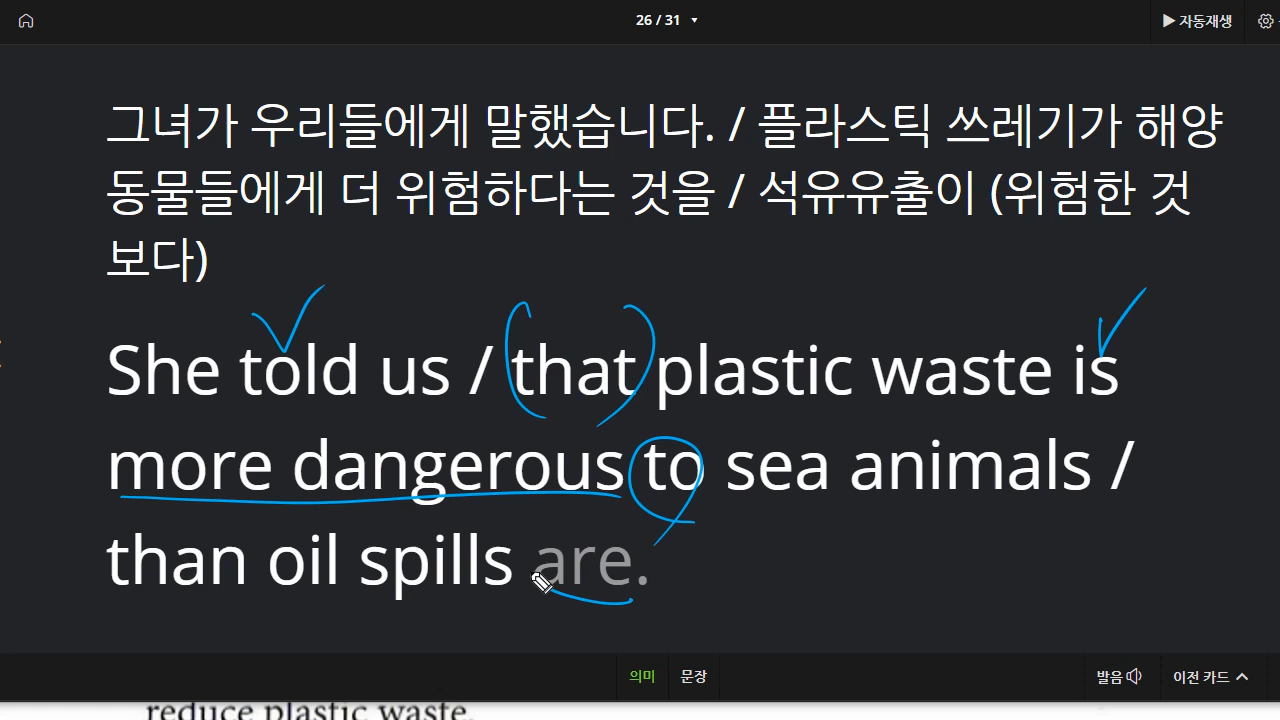 26 / 31
자동재생
그녀가 우리들에게 말했습니다. / 플라스틱 쓰레기가 해양
동물들에게 더 위험하다는 것을 / 석유유출이 (위험한 것
보다)
She told us / that plastic waste is
more dangerous to sea animals /
than oil spills are.
의미 문장 발음 이전 카드
reduce plastic waste.